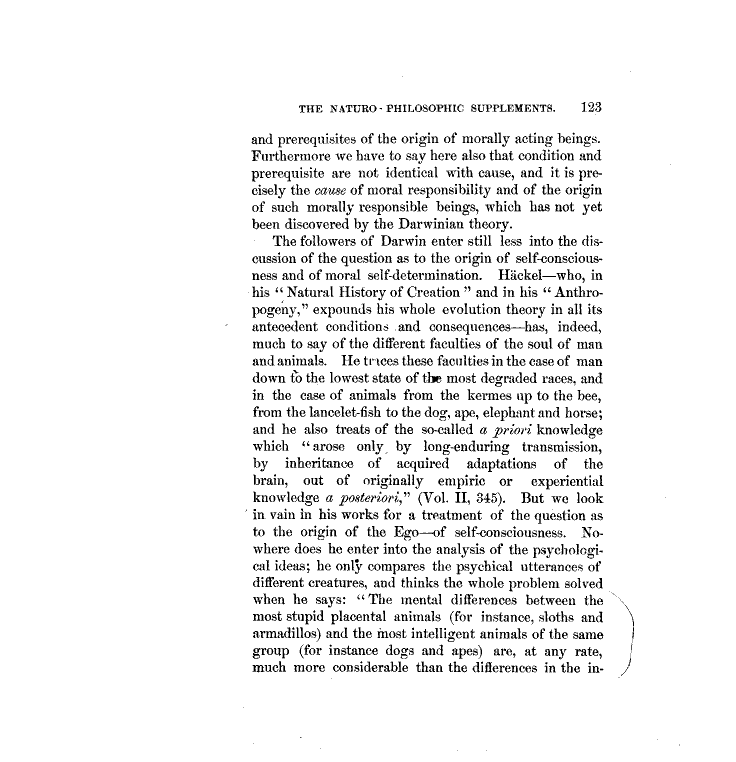 THE NATURO-PHILOSOPHIC SUPPLEMENTS. 123
and prerequisites of the origin of morally acting beings.
Furthermore we have to say here also that condition and
prerequisite are not identical with cause, and it is pre-
cisely the cause of moral responsibility and of the origin
of such morally responsible beings, which has not yet
been discovered by the Darwinian theory.
The followers of Darwin enter still less into the dis-
cussion of the question as to the origin of self-conscious-
ness and of moral self-determination. Häckel—who, in
his “Natural History of Creation” and in his “Anthro-
pogeny,” expounds his whole evolution theory in all its
antecedent conditions and consequences—has, indeed,
much to say of the different faculties of the soul of man
and animals. He traces these faculties in the case of man
down to the lowest state of the most degraded races, and
in the case of animals from the kermes up to the bee,
from the lancelet-fish to the dog, ape, elephant and horse;
and he also treats of the so-called a priori knowledge
which “arose only by long-enduring transmission,
by inheritance of acquired adaptations of the
brain, out of originally empiric or experiential
knowledge a posteriori,” (Vol. II, 345). But we look
in vain in his works for a treatment of the question as
to the origin of the Ego—of self-consciousness. No-
where does he enter into the analysis of the psychologi-
cal ideas; he only compares the psychical utterances of
different creatures, and thinks the whole problem solved
when he says: “The mental differences between the
most stupid placental animals (for instance, sloths and
armadillos) and the most intelligent animals of the same
group (for instance dogs and apes) are, at any rate,
much more considerable than the differences in the in-